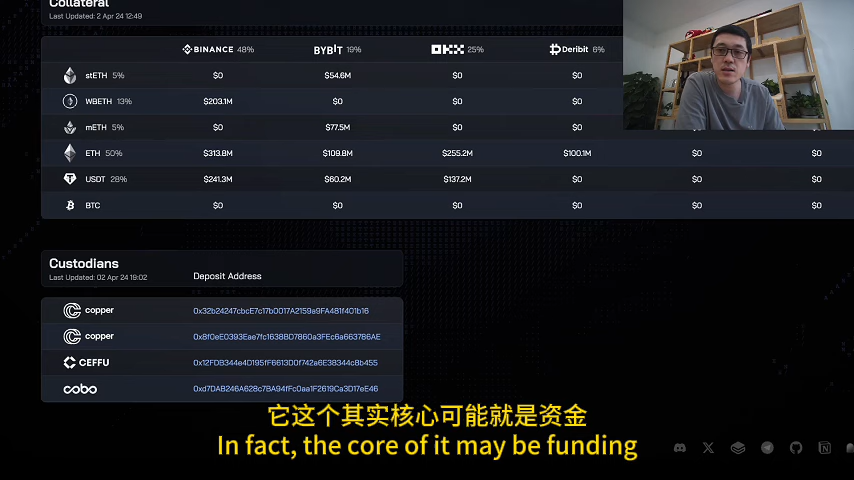 Collateral
Last Updated: 2 Apr 24 12:49
BINANCE 48% BYBIT 19% OKX 25% Deribit 6%
stETH 5% $0 $54.6M $0 $0
WBETH 13% $203.1M $0 $0 $0
mETH 5% $0 $77.5M $0 $0
ETH 50% $313.8M $109.8M $255.2M $100.1M $0 $0
USDT 28% $241.3M $60.2M $137.2M $0 $0 $0
BTC $0 $0 $0 $0 $0 $0
Custodians
Last Updated: 02 Apr 24 19:02
Deposit Address
copper 0x32b24247cbcE7c17b0017A2159a9FA481f401b16
copper 0x8f0eE0393Eae7fc1638BD7860a3FEc6a663786AE
CEFFU 0x12FDB344e4D195fF6613D0f742a6E38344c8b455
cobo 0xd7DAB246A628c7BA94fFc0aa1F2619Ca3D17eE46
它这个其实核心可能就是资金
In fact, the core of it may be funding